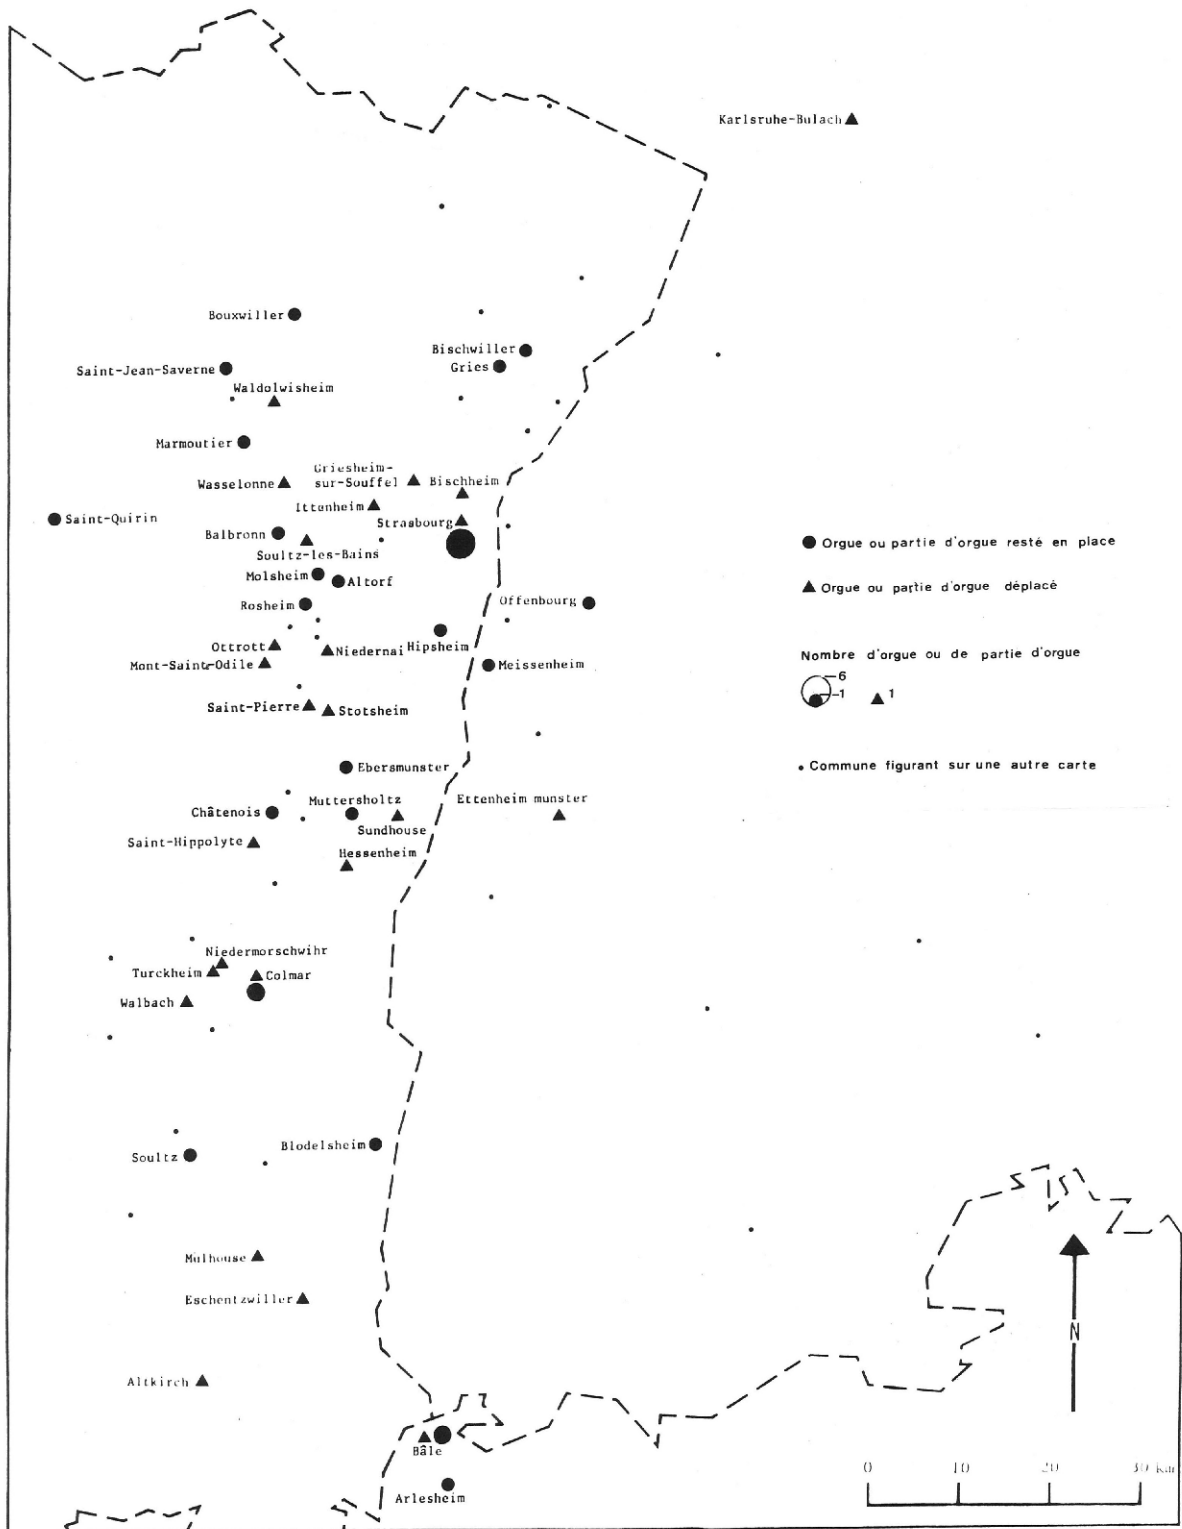 Karlsruhe-Bulach
Bouxwiller
Bischwiller
Gries
Saint-Jean-Saverne
Waldolwisheim
Marmoutier
Griesheim-
sur-Souffel
Bischheim
Wasselonne
Ittenheim
Strasbourg
Saint-Quirin
Balbronn
Soultz-les-Bains
Orgue ou partie d'orgue resté en place
Molsheim
Altorf
Orgue ou partie d'orgue déplacé
Rosheim
Offenbourg
Ottrott
Niedernai
Hipsheim
Mont-Sainte-Odile
Meissenheim
Nombre d'orgue ou de partie d'orgue
6
1
1
Saint-Pierre
Stotsheim
Ebersmunster
Commune figurant sur une autre carte
Muttersholtz
Ettenheim munster
Châtenois
Sundhouse
Saint-Hippolyte
Hessenheim
Niedermorschwihr
Turckheim
Colmar
Walbach
Blodelsheim
Soultz
Mulhouse
Eschentzwiller
N
Altkirch
Bâle
0 10 20 30 Km
Arlesheim